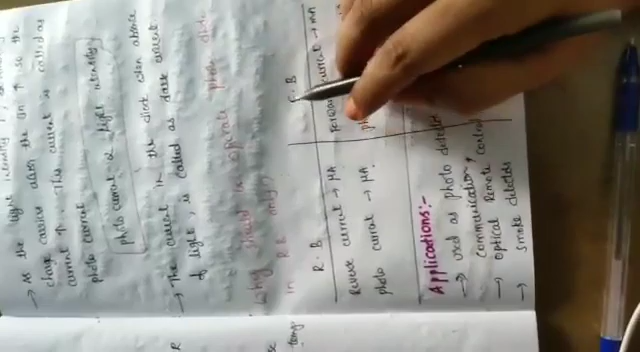 → As the light intensity ↑,
charge carriers also the in ↑ so the
current ↑. This current is called as
photo current
photo current α light intensity
→ The current in the diode when absence
of light, is called as dark current
Why should we operate photo diode
in R.B only?
R.B F.B
Reverse current → μA forward current → mA
photo current → μA. ph
Applications:-
→ used as photo detector
communication,
→ optical Remote control
→ smoke detectors